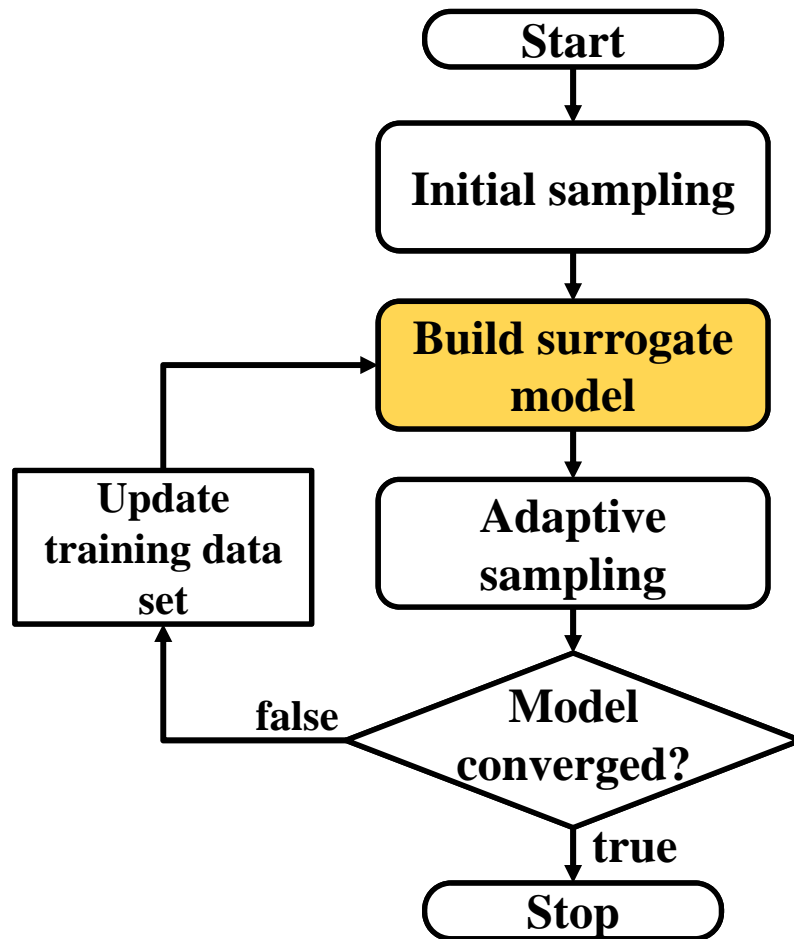 Start
Initial sampling
Build surrogate
model
Adaptive
sampling
Model
converged?
true
Stop
false
Update
training data
set